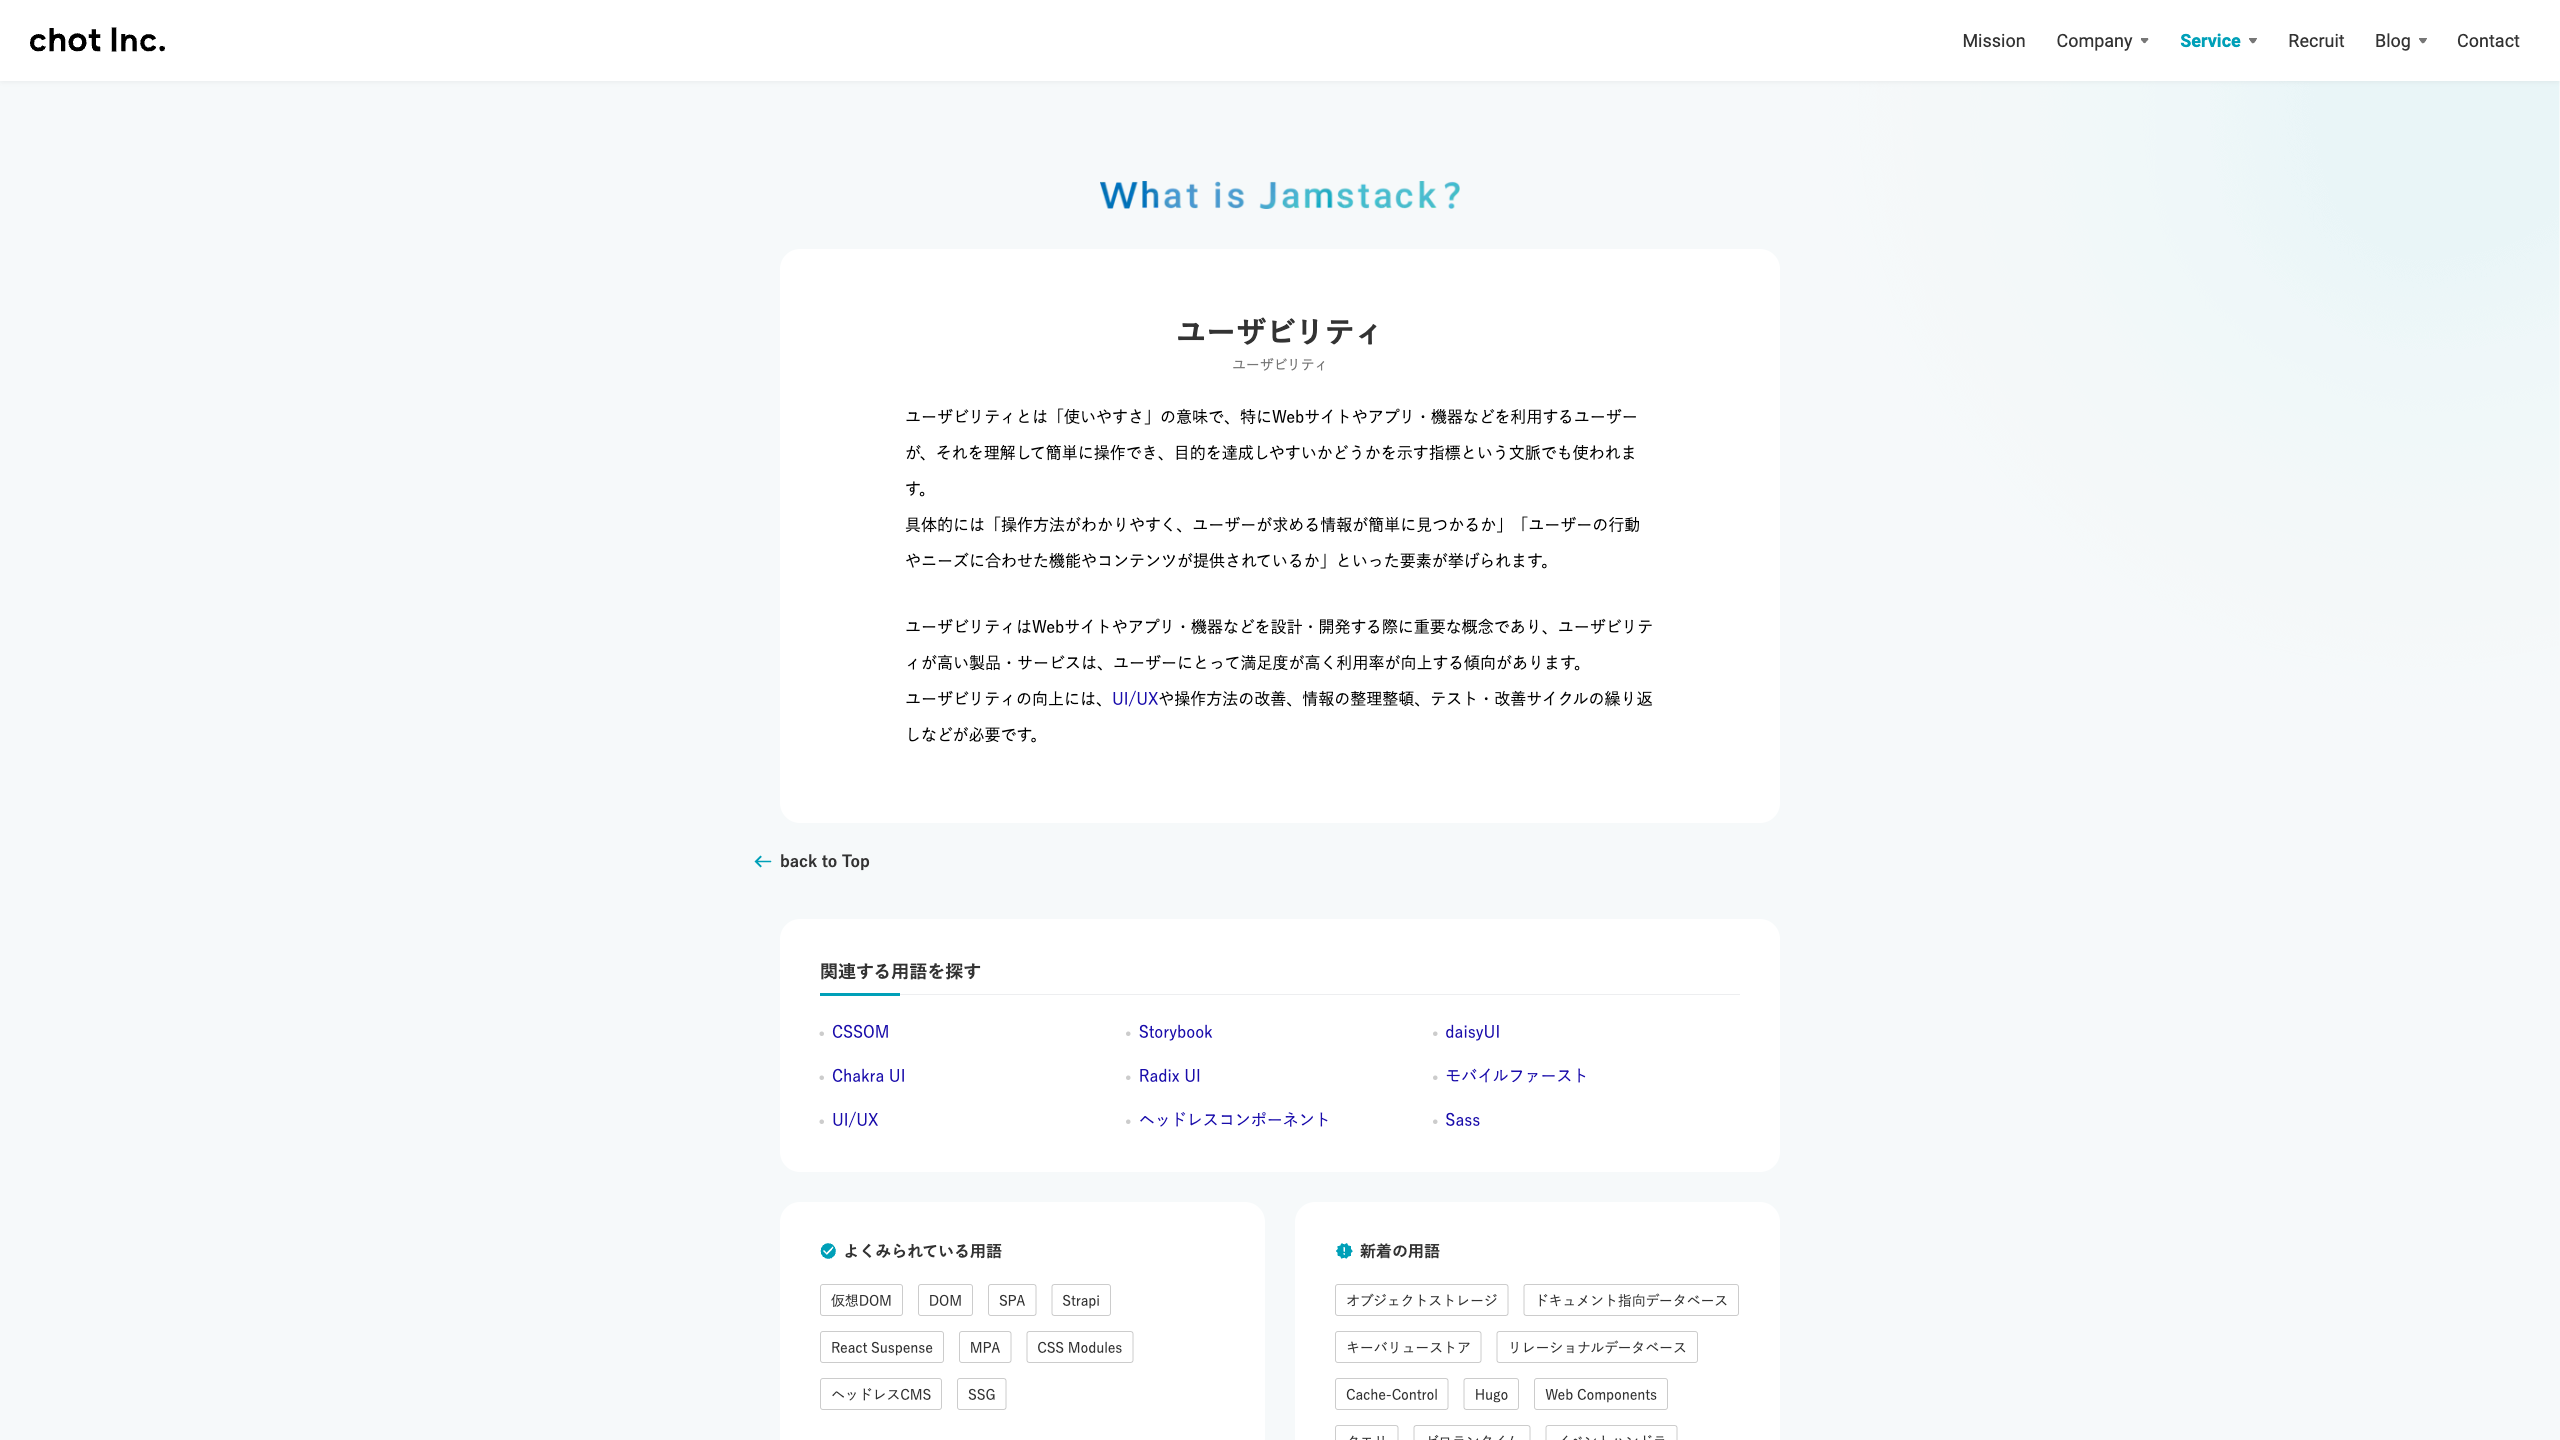 chot Inc.
Mission Company Service Recruit Blog Contact
What is Jamstack?
ユーザビリティ
ユーザビリティ
ユーザビリティとは「使いやすさ」の意味で、特にWebサイトやアプリ・機器などを利用するユーザー
が、それを理解して簡単に操作でき、目的を達成しやすいかどうかを示す指標という文脈でも使われま
す。
具体的には「操作方法がわかりやすく、ユーザーが求める情報が簡単に見つかるか」「ユーザーの行動
やニーズに合わせた機能やコンテンツが提供されているか」といった要素が挙げられます。
ユーザビリティはWebサイトやアプリ・機器などを設計・開発する際に重要な概念であり、ユーザビリテ
ィが高い製品・サービスは、ユーザーにとって満足度が高く利用率が向上する傾向があります。
ユーザビリティの向上には、UI/UXや操作方法の改善、情報の整理整頓、テスト・改善サイクルの繰り返
しなどが必要です。
back to Top
関連する用語を探す
CSSOM Storybook daisyUI
Chakra UI Radix UI モバイルファースト
UI/UX ヘッドレスコンポーネント Sass
よくみられている用語
仮想DOM DOM SPA Strapi
React Suspense MPA CSS Modules
ヘッドレスCMS SSG
新着の用語
オブジェクトストレージ ドキュメント指向データベース
キーバリューストア リレーショナルデータベース
Cache-Control Hugo Web Components